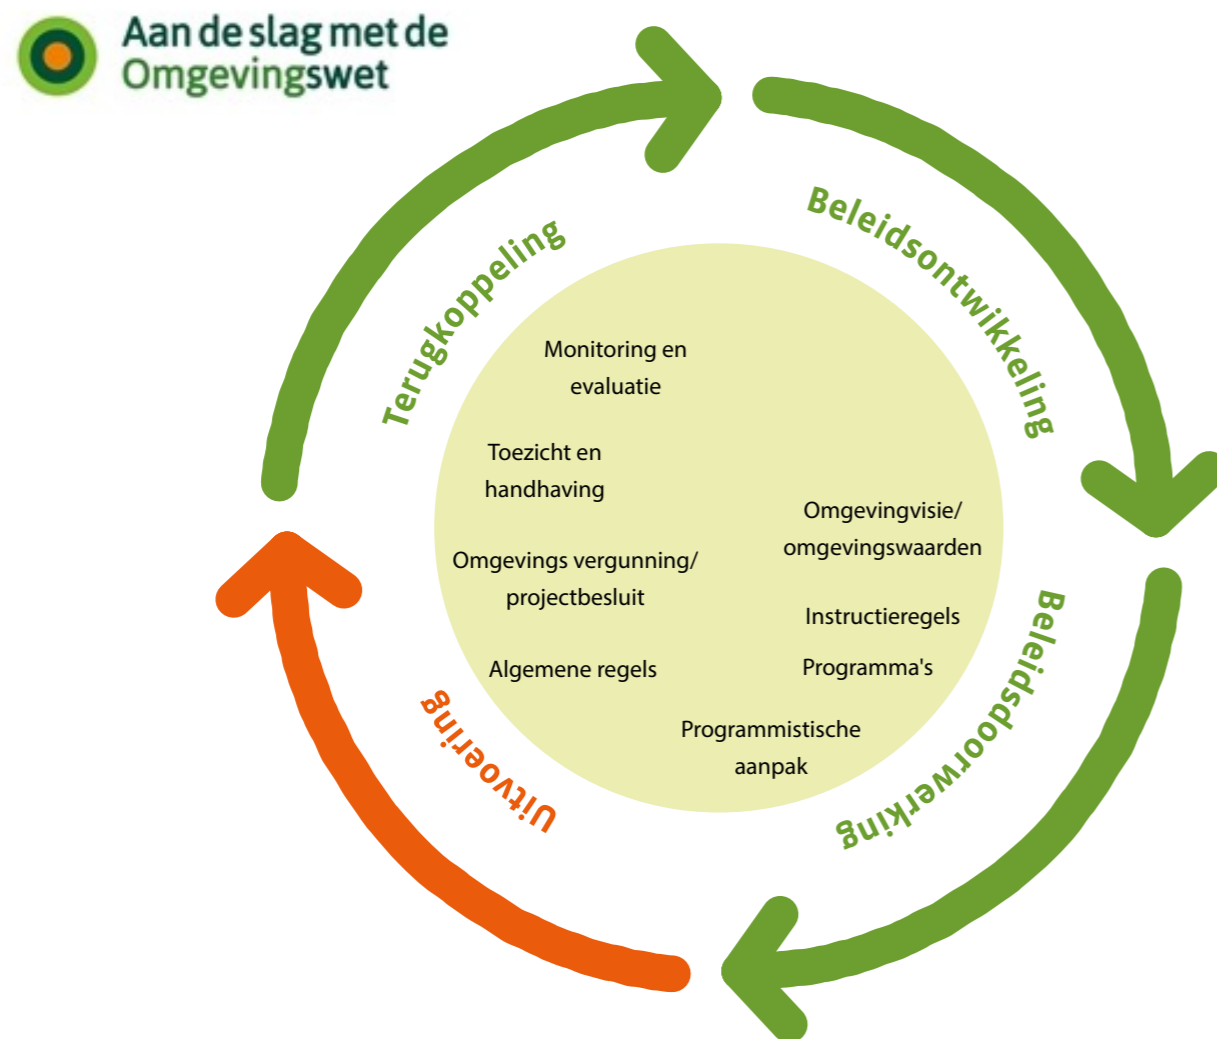 Aan de slag met de
Omgevingswet
Beleidsontwikkeling
Terugkoppeling
Monitoring en
evaluatie
Toezicht en
handhaving
Omgevingvisie/
omgevingswaarden
Omgevings vergunning/
projectbesluit
Instructieregels
Algemene regels
Programma's
Programmistische
aanpak
Beleidsdoorwerking
Uitvoering